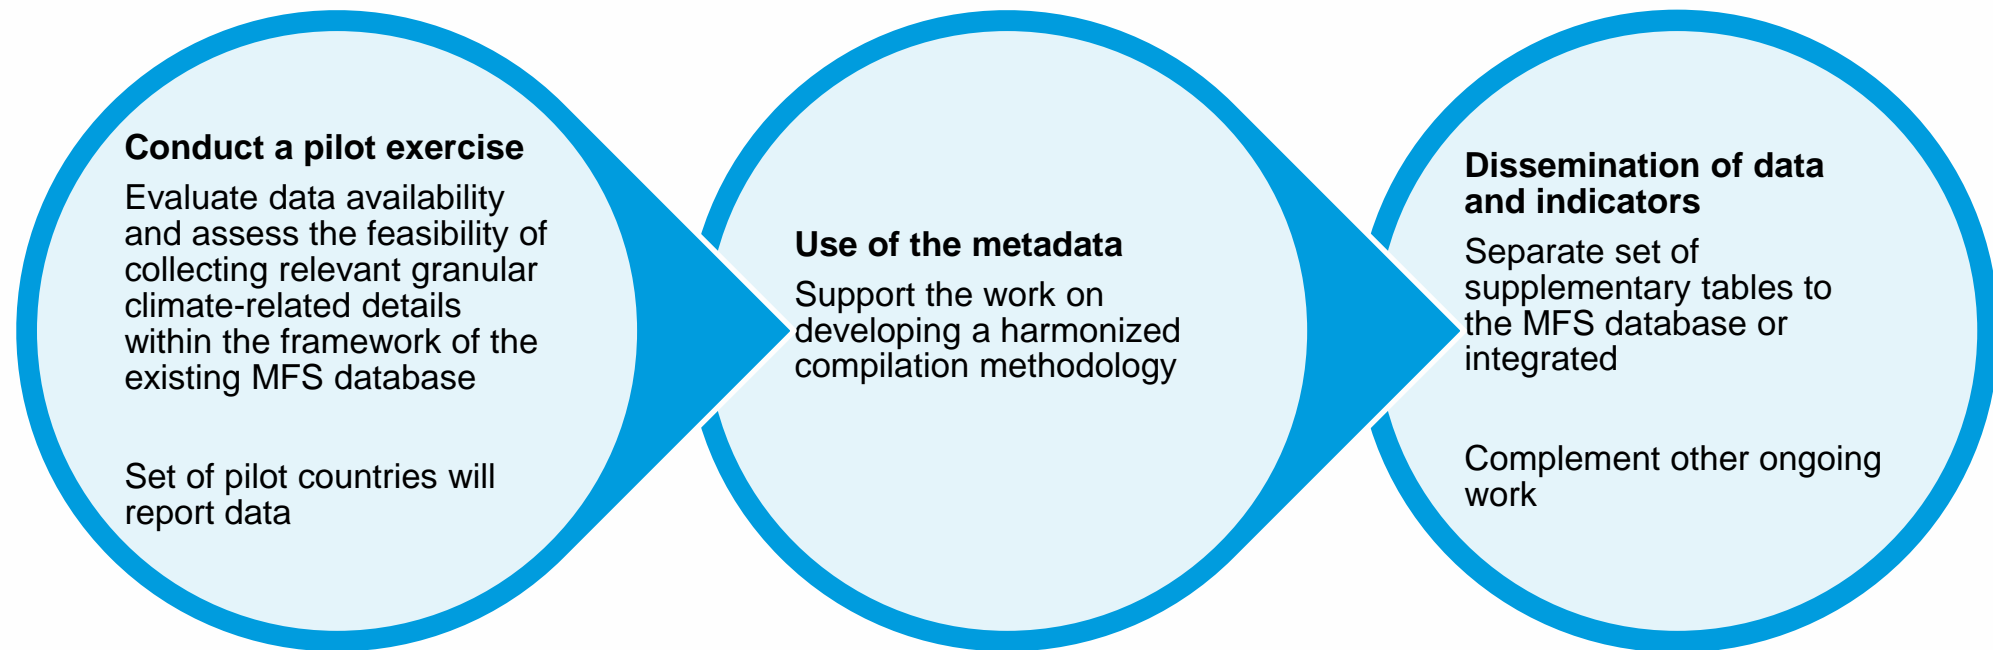 Conduct a pilot exercise
Evaluate data availability
and assess the feasibility of
collecting relevant granular
climate-related details
within the framework of the
existing MFS database
Set of pilot countries will
report data
Use of the metadata
Support the work on
developing a harmonized
compilation methodology
Dissemination of data
and indicators
Separate set of
supplementary tables to
the MFS database or
integrated
Complement other ongoing
work